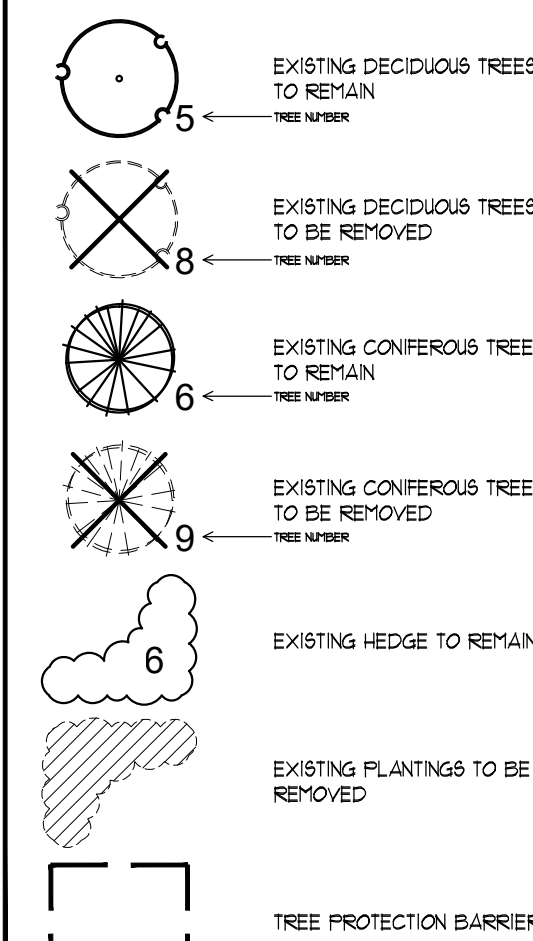 EXISTING DECIDUOUS TREES
TO REMAIN
5 TREE NUMBER
EXISTING DECIDUOUS TREES
TO BE REMOVED
8 TREE NUMBER
EXISTING CONIFEROUS TREE
TO REMAIN
6 TREE NUMBER
EXISTING CONIFEROUS TREE
TO BE REMOVED
9 TREE NUMBER
6 EXISTING HEDGE TO REMAIN
EXISTING PLANTINGS TO BE
REMOVED
TREE PROTECTION BARRIER